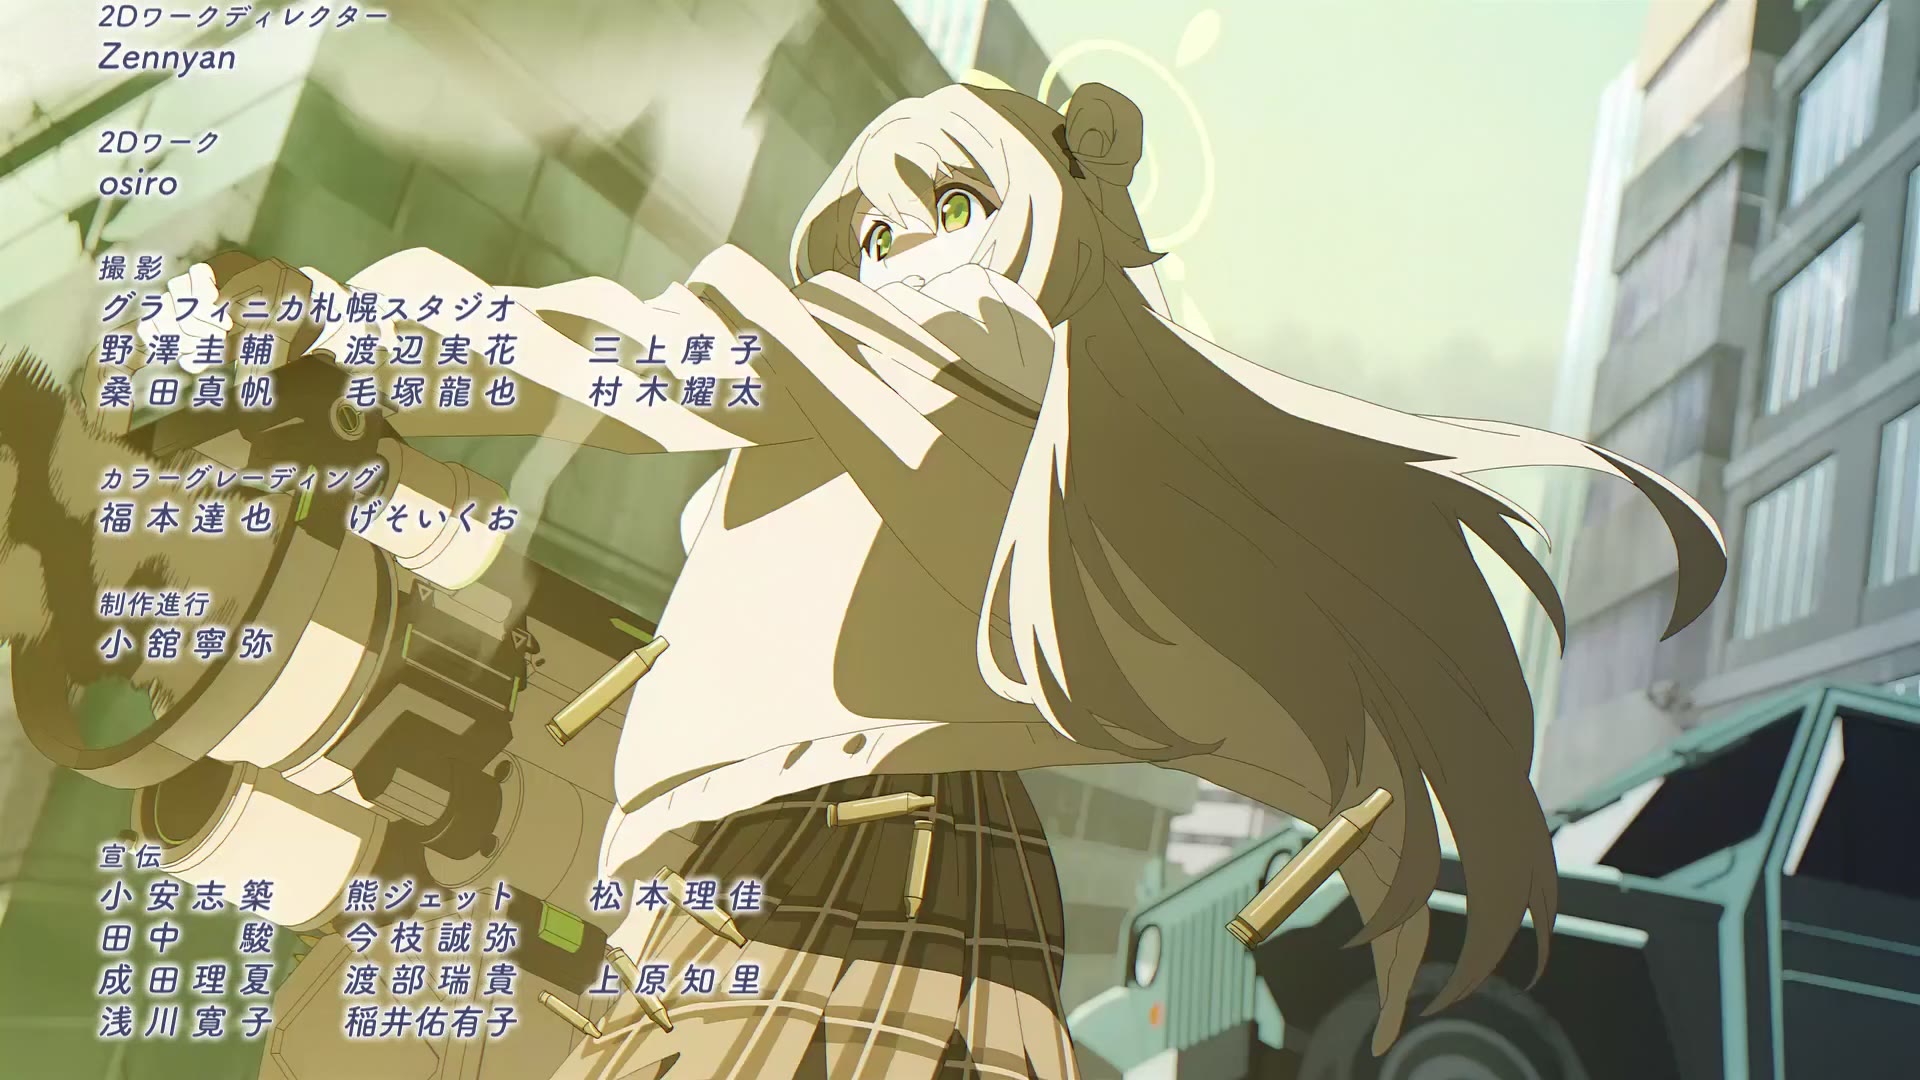 2Dワークディレクター
Zennyan
2Dワーク
osiro
撮影
グラフィニカ札幌スタジオ
野澤圭輔 渡辺実花 三上摩子
桑田真帆 毛塚龍也 村木耀太
カラーグレーディング
福本達也 げそいくお
制作進行
小舘寧弥
宣伝
小安志築 熊ジェット 松本理佳
田中 駿 今枝誠弥
成田理夏 渡部瑞貴 上原知里
浅川寛子 稲井佑有子